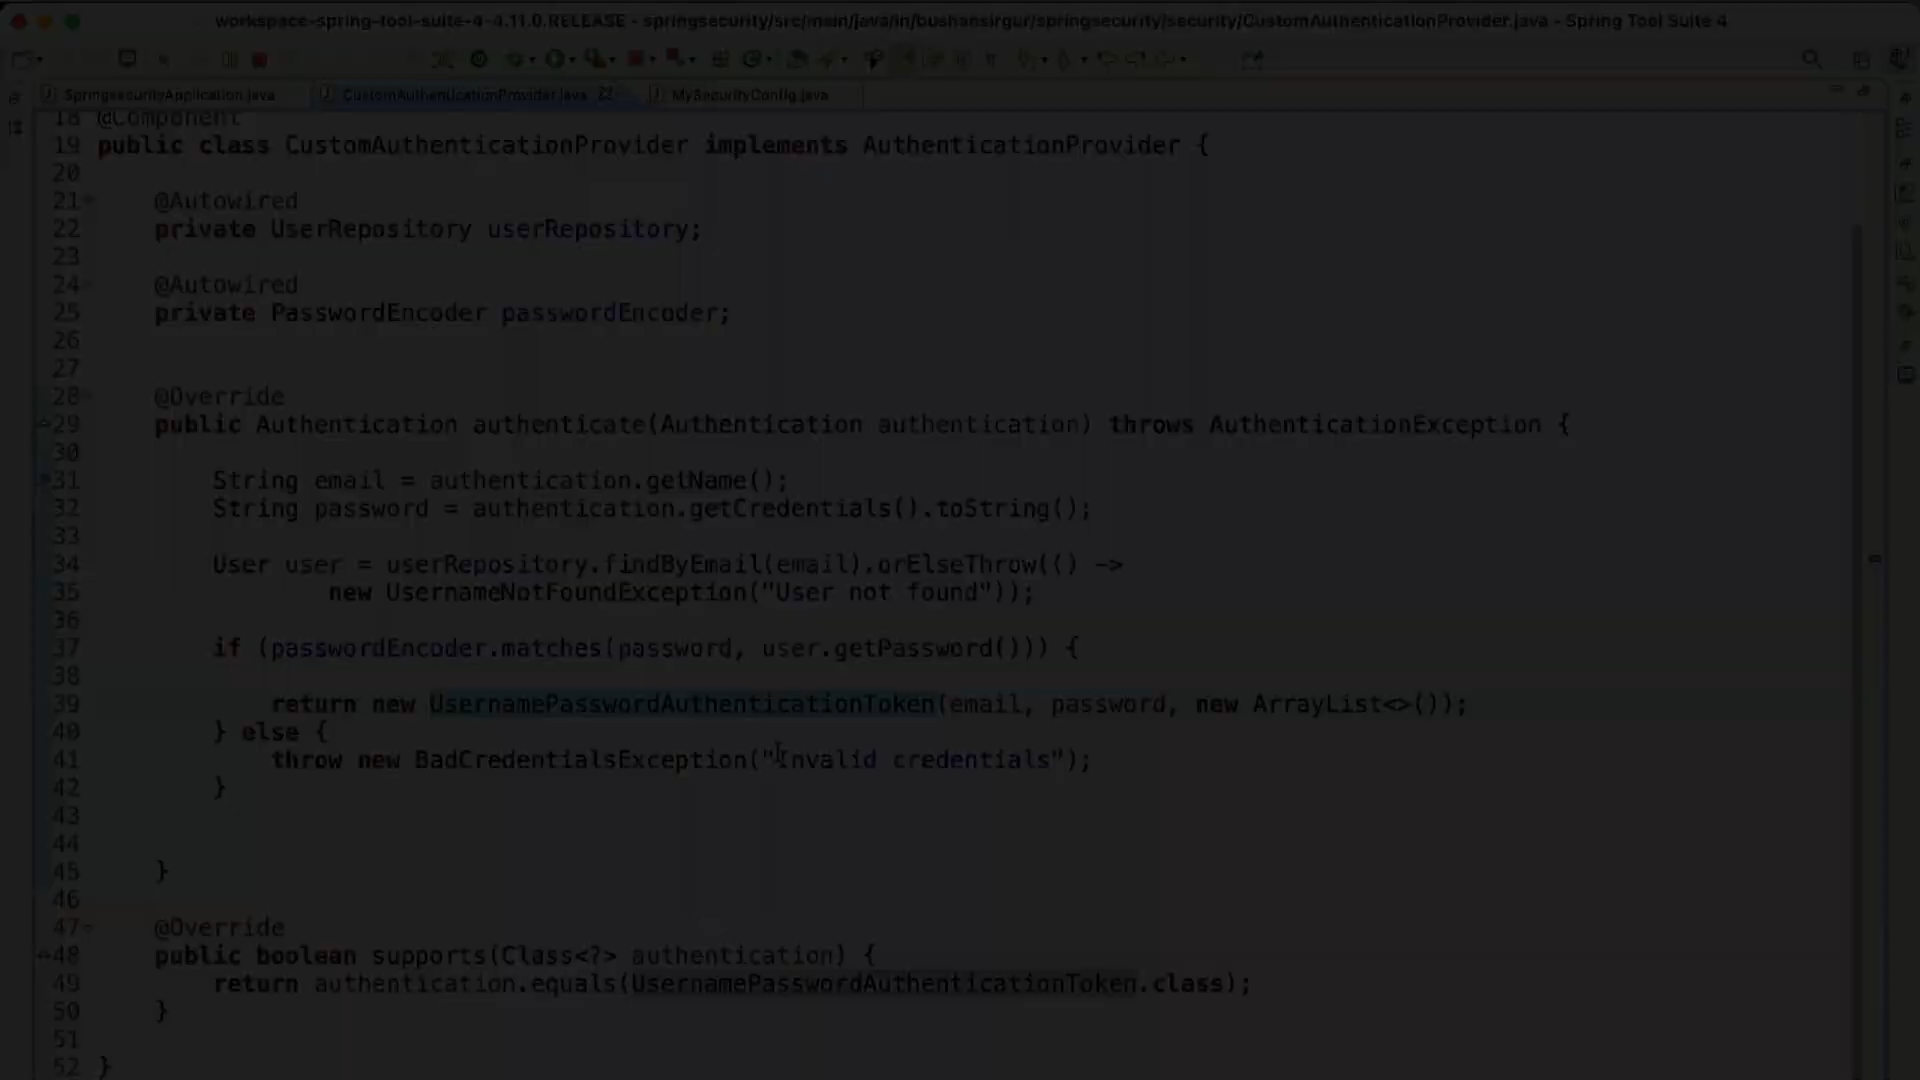 workspace-spring-tool-suite-4-4.11.0.RELEASE - springsecurity/src/main/java/in/bushansirgur/springsecurity/security/CustomAuthenticationProvider.java - Spring Tool Suite 4
SpringsecurityApplication.java CustomAuthenticationProvider.java MySecurityConfig.java
18 @Component
19 public class CustomAuthenticationProvider implements AuthenticationProvider {
20
21 @Autowired
22 private UserRepository userRepository;
23
24 @Autowired
25 private PasswordEncoder passwordEncoder;
26
27
28 @Override
29 public Authentication authenticate(Authentication authentication) throws AuthenticationException {
30
31 String email = authentication.getName();
32 String password = authentication.getCredentials().toString();
33
34 User user = userRepository.findByEmail(email).orElseThrow(() ->
35 new UsernameNotFoundException("User not found"));
36
37 if (passwordEncoder.matches(password, user.getPassword())) {
38
39 return new UsernamePasswordAuthenticationToken(email, password, new ArrayList<>());
40 } else {
41 throw new BadCredentialsException("Invalid credentials");
42 }
43
44
45 }
46
47 @Override
48 public boolean supports(Class<?> authentication) {
49 return authentication.equals(UsernamePasswordAuthenticationToken.class);
50 }
51
52 }